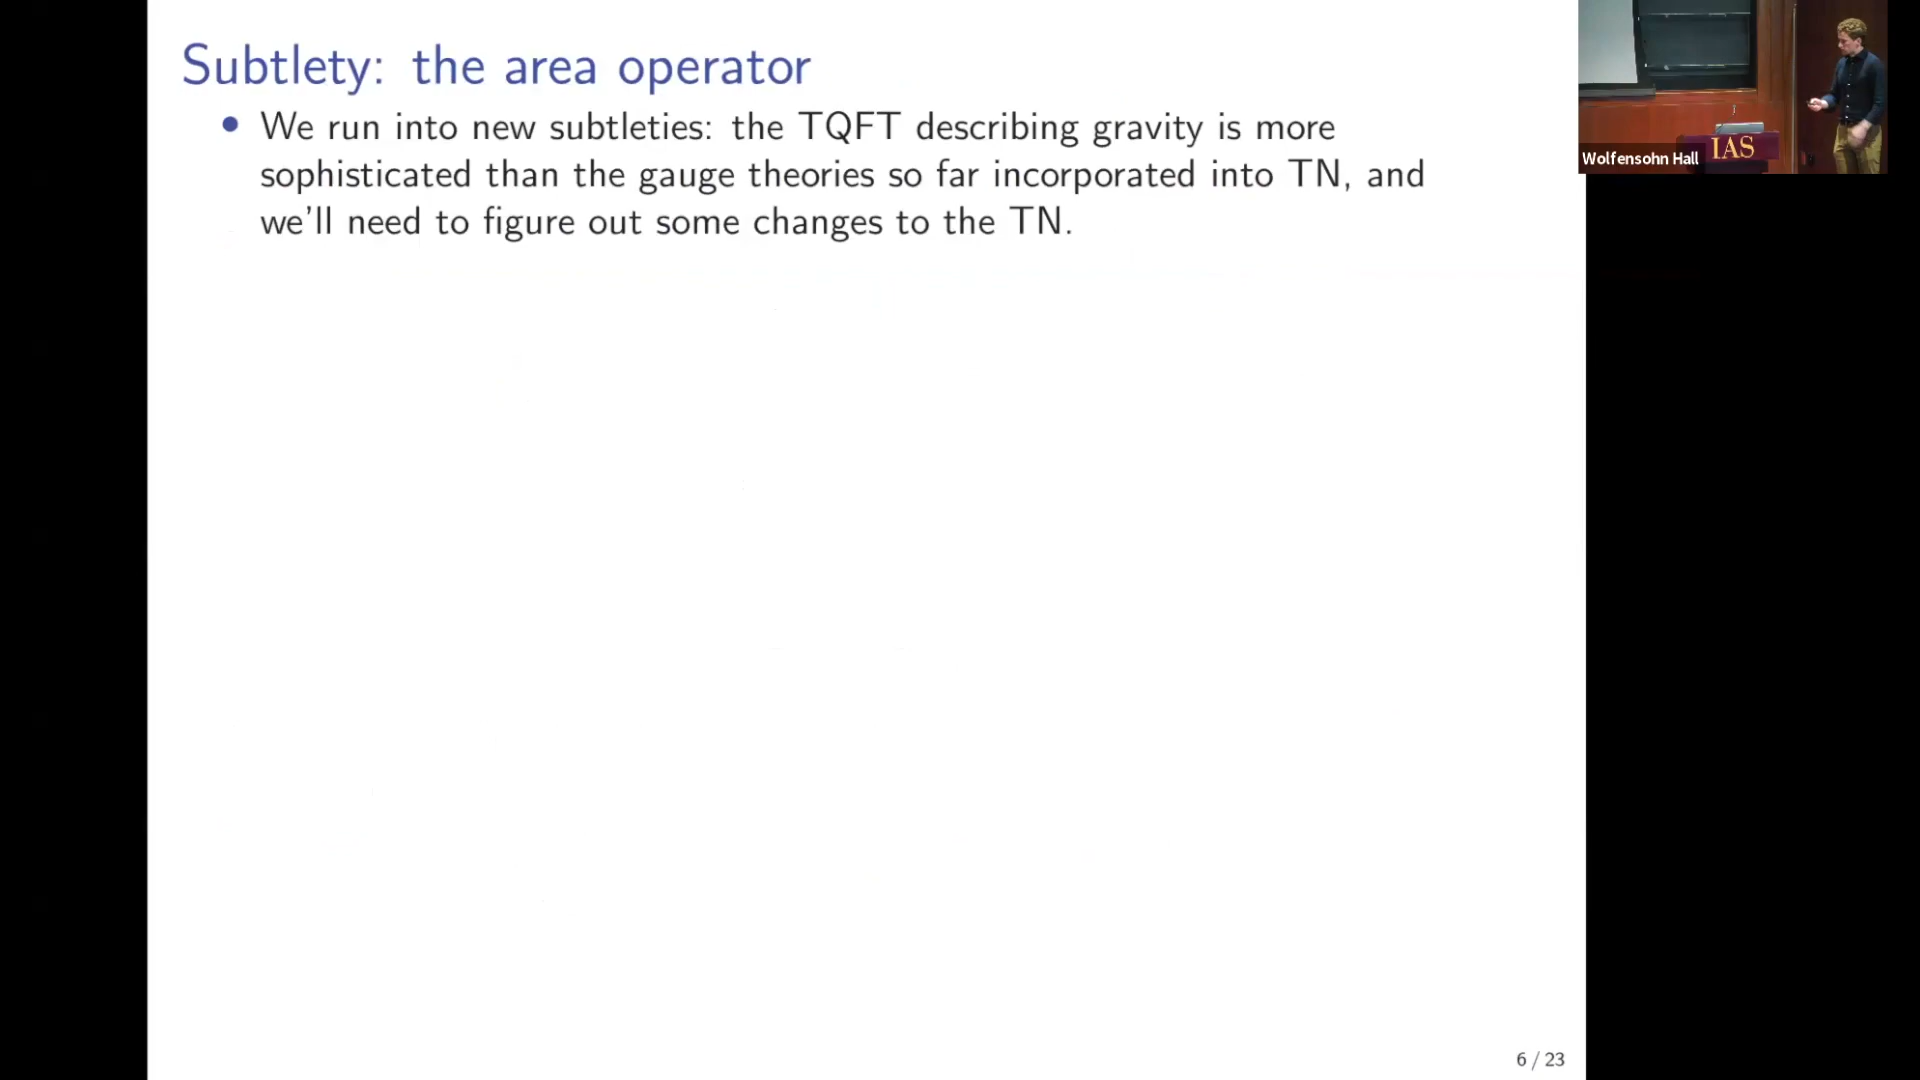 Subtlety: the area operator
• We run into new subtleties: the TQFT describing gravity is more
sophisticated than the gauge theories so far incorporated into TN, and
we'll need to figure out some changes to the TN.
Wolfensohn Hall
IAS
6 / 23